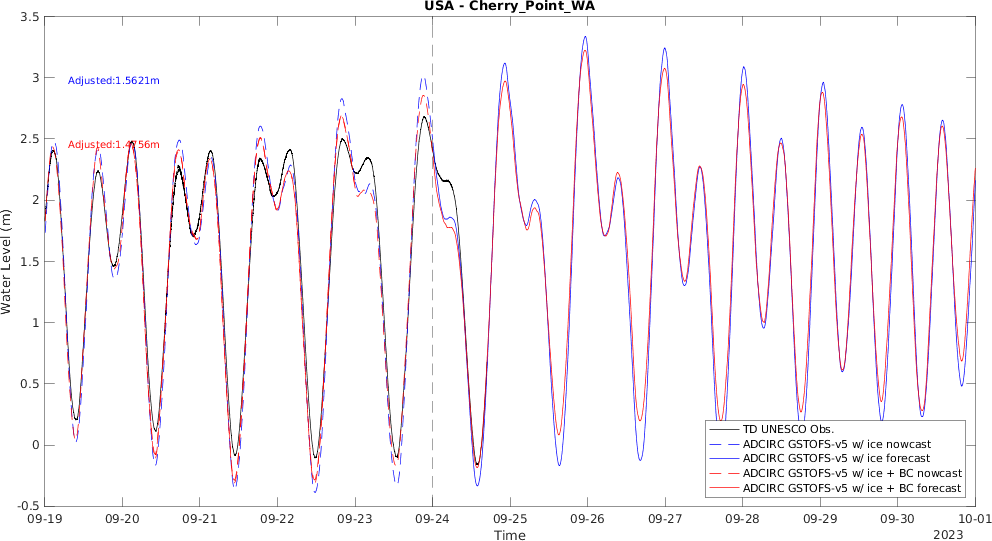 USA - Cherry_Point_WA
3.5
3
2.5
2
1.5
1
0.5
0
-0.5
Water Level (m)
Adjusted:1.5621m
Adjusted:1.4156m
TD UNESCO Obs.
ADCIRC GSTOFS-v5 w/ ice nowcast
ADCIRC GSTOFS-v5 w/ ice forecast
ADCIRC GSTOFS-v5 w/ ice + BC nowcast
ADCIRC GSTOFS-v5 w/ ice + BC forecast
09-19 09-20 09-21 09-22 09-23 09-24 09-25 09-26 09-27 09-28 09-29 09-30 10-01
Time
2023